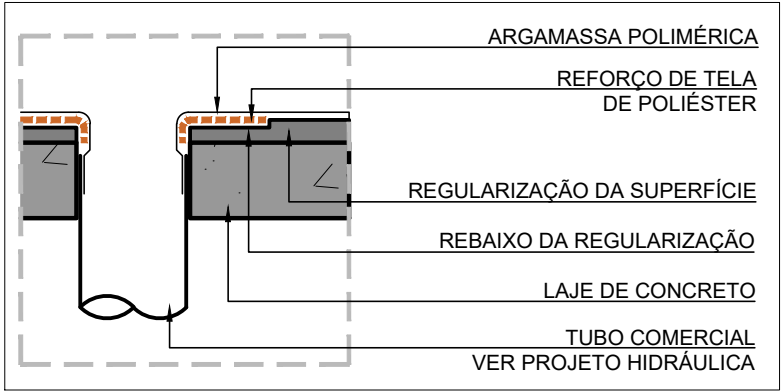 ARGAMASSA POLIMÉRICA
REFORÇO DE TELA
DE POLIÉSTER
REGULARIZAÇÃO DA SUPERFÍCIE
REBAIXO DA REGULARIZAÇÃO
LAJE DE CONCRETO
TUBO COMERCIAL
VER PROJETO HIDRÁULICA